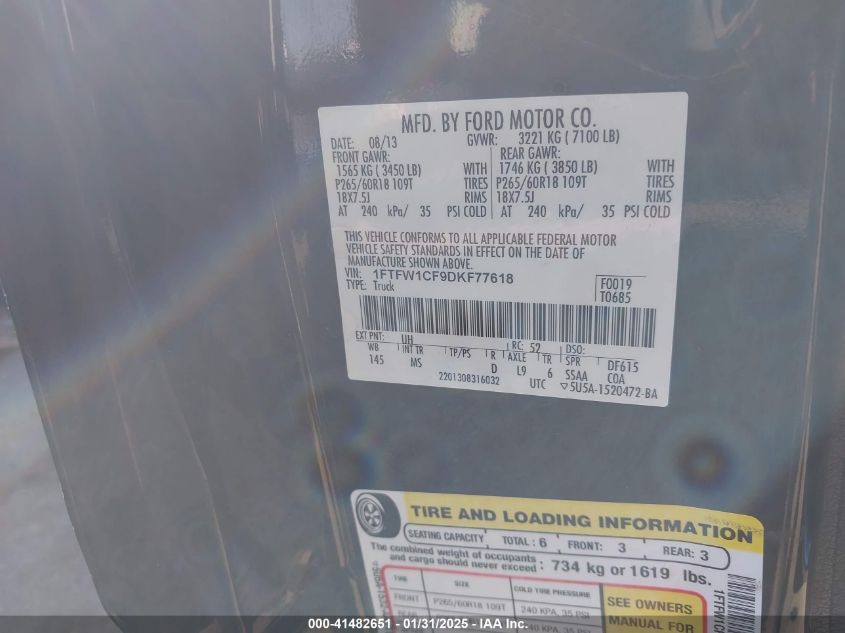 MFD. BY FORD MOTOR CO.
DATE: 08/13 GVWR: 3221 KG ( 7100 LB)
FRONT GAWR: REAR GAWR:
1565 KG ( 3450 LB) WITH 1746 KG ( 3850 LB) WITH
P265/60R18 109T TIRES P265/60R18 109T TIRES
18X7.5J RIMS 18X7.5J RIMS
AT 240 kPa/ 35 PSI COLD AT 240 kPa/ 35 PSI COLD
THIS VEHICLE CONFORMS TO ALL APPLICABLE FEDERAL MOTOR
VEHICLE SAFETY STANDARDS IN EFFECT ON THE DATE OF
MANUFACTURE SHOWN ABOVE.
VIN: 1FTFW1CF9DKF77618 F0019
TYPE: Truck T0685
EXT PNT: UH RC: 52 DSO:
WB INT TR TP/PS R AXLE TR SPR DF615
145 MS D L9 6 SSAA COA
2201308316032 UTC ▽5U5A-1520472-BA
TIRE AND LOADING INFORMATION
SEATING CAPACITY TOTAL : 6 FRONT: 3 REAR: 3
The combined weight of occupants
and cargo should never exceed : 734 kg or 1619 lbs.
TIRE SIZE COLD TIRE PRESSURE SEE OWNERS
FRONT P265/60R18 109T 240 KPA, 35 PSI MANUAL FOR
240 KPA, 35 PSI
000-41482651 - 01/31/2025 - IAA Inc.